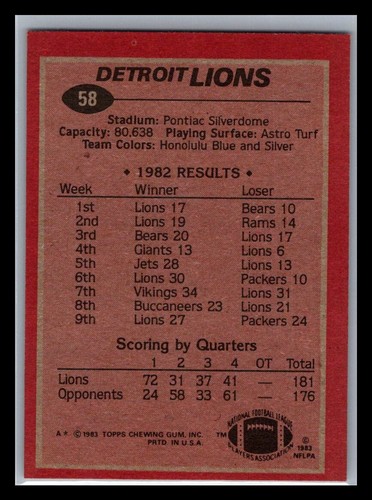 DETROIT LIONS
58
Stadium: Pontiac Silverdome
Capacity: 80,638 Playing Surface: Astro Turf
Team Colors: Honolulu Blue and Silver
• 1982 RESULTS •
Week Winner Loser
1st Lions 17 Bears 10
2nd Lions 19 Rams 14
3rd Bears 20 Lions 17
4th Giants 13 Lions 6
5th Jets 28 Lions 13
6th Lions 30 Packers 10
7th Vikings 34 Lions 31
8th Buccaneers 23 Lions 21
9th Lions 27 Packers 24
Scoring by Quarters
1 2 3 4 OT Total
Lions 72 31 37 41 — 181
Opponents 24 58 33 61 — 176
A* © 1983 TOPPS CHEWING GUM, INC.
PRTD IN U.S.A.
TM
NATIONAL FOOTBALL LEAGUE
PLAYERS ASSOCIATION
© 1983
NFLPA